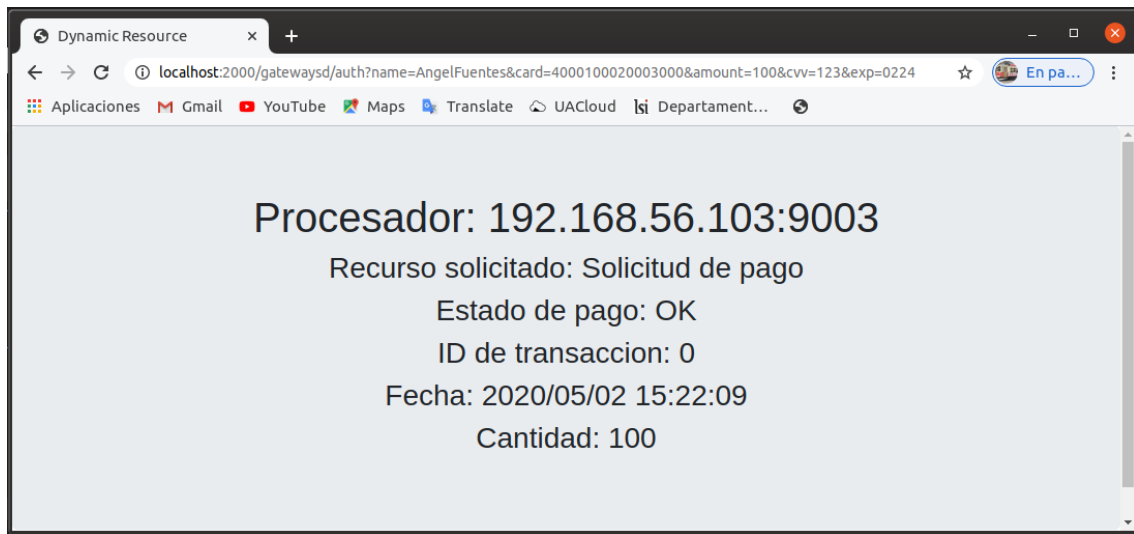 Dynamic Resource
localhost:2000/gatewaysd/auth?name=AngelFuentes&card=4000100020003000&amount=100&cvv=123&exp=0224
En pa...
Aplicaciones Gmail YouTube Maps Translate UACloud lsi Departament...
Procesador: 192.168.56.103:9003
Recurso solicitado: Solicitud de pago
Estado de pago: OK
ID de transaccion: 0
Fecha: 2020/05/02 15:22:09
Cantidad: 100